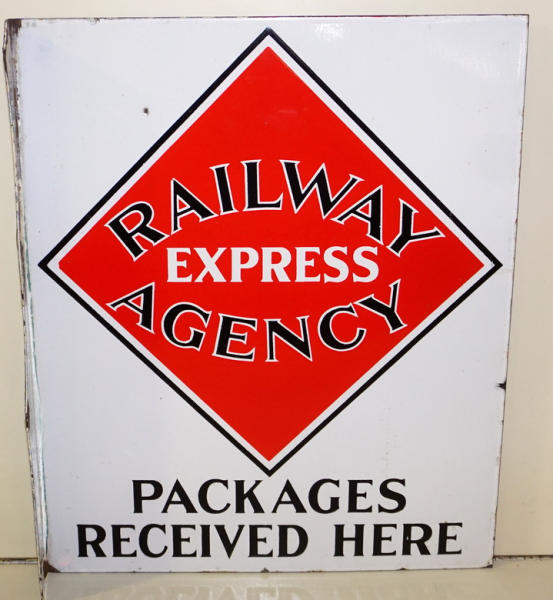 RAILWAY
EXPRESS
AGENCY
PACKAGES
RECEIVED HERE